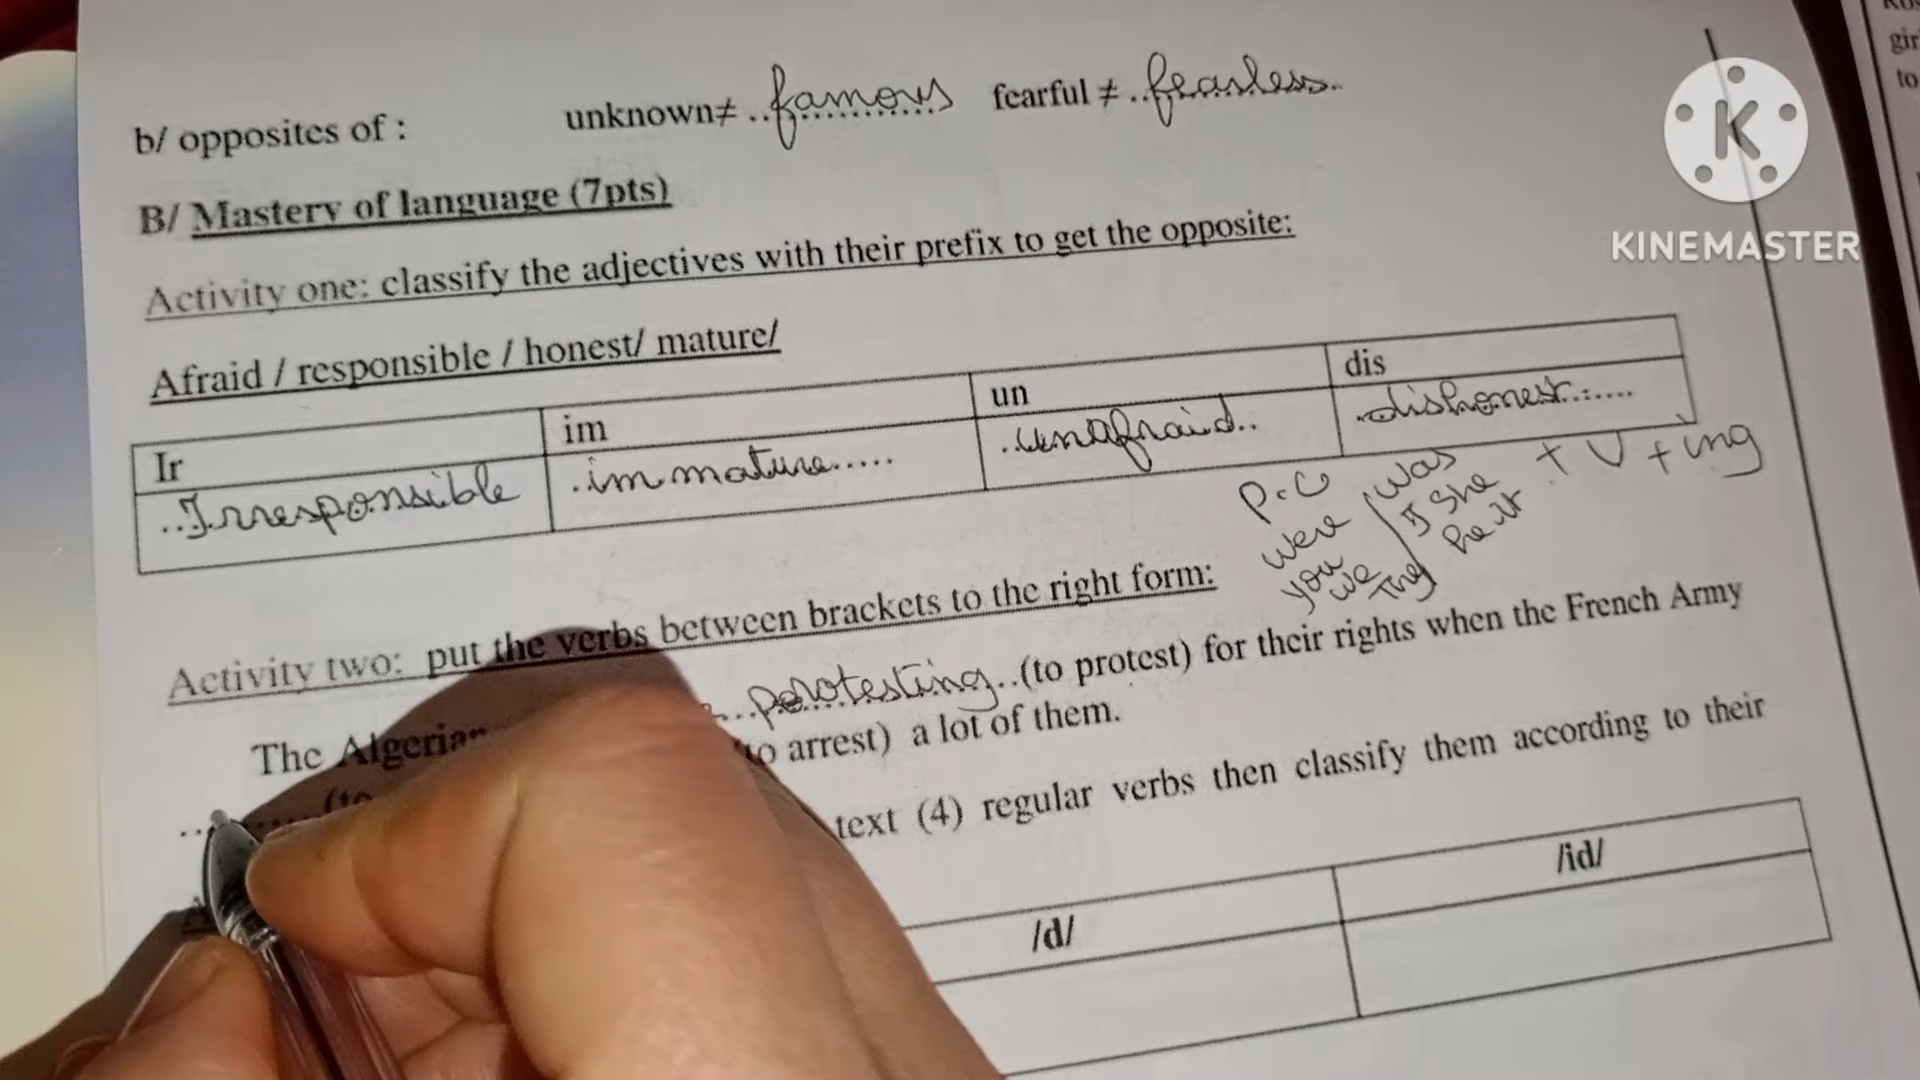 b/ opposites of : unknown≠ ..famous fearful ≠ ..fearless..
B/ Mastery of language (7pts)
Activity one: classify the adjectives with their prefix to get the opposite:
Afraid / responsible / honest/ mature/
Ir im un dis
..Irresponsible .immature..... .unafraid.. .dishonest.......
P.C
were / was + V + ing
you I she
we he it
They
Activity two: put the verbs between brackets to the right form:
The Algerian ...protesting..(to protest) for their rights when the French Army
(to arrest) a lot of them.
text (4) regular verbs then classify them according to their
/d/ /id/
K
KINEMASTER
gir
to